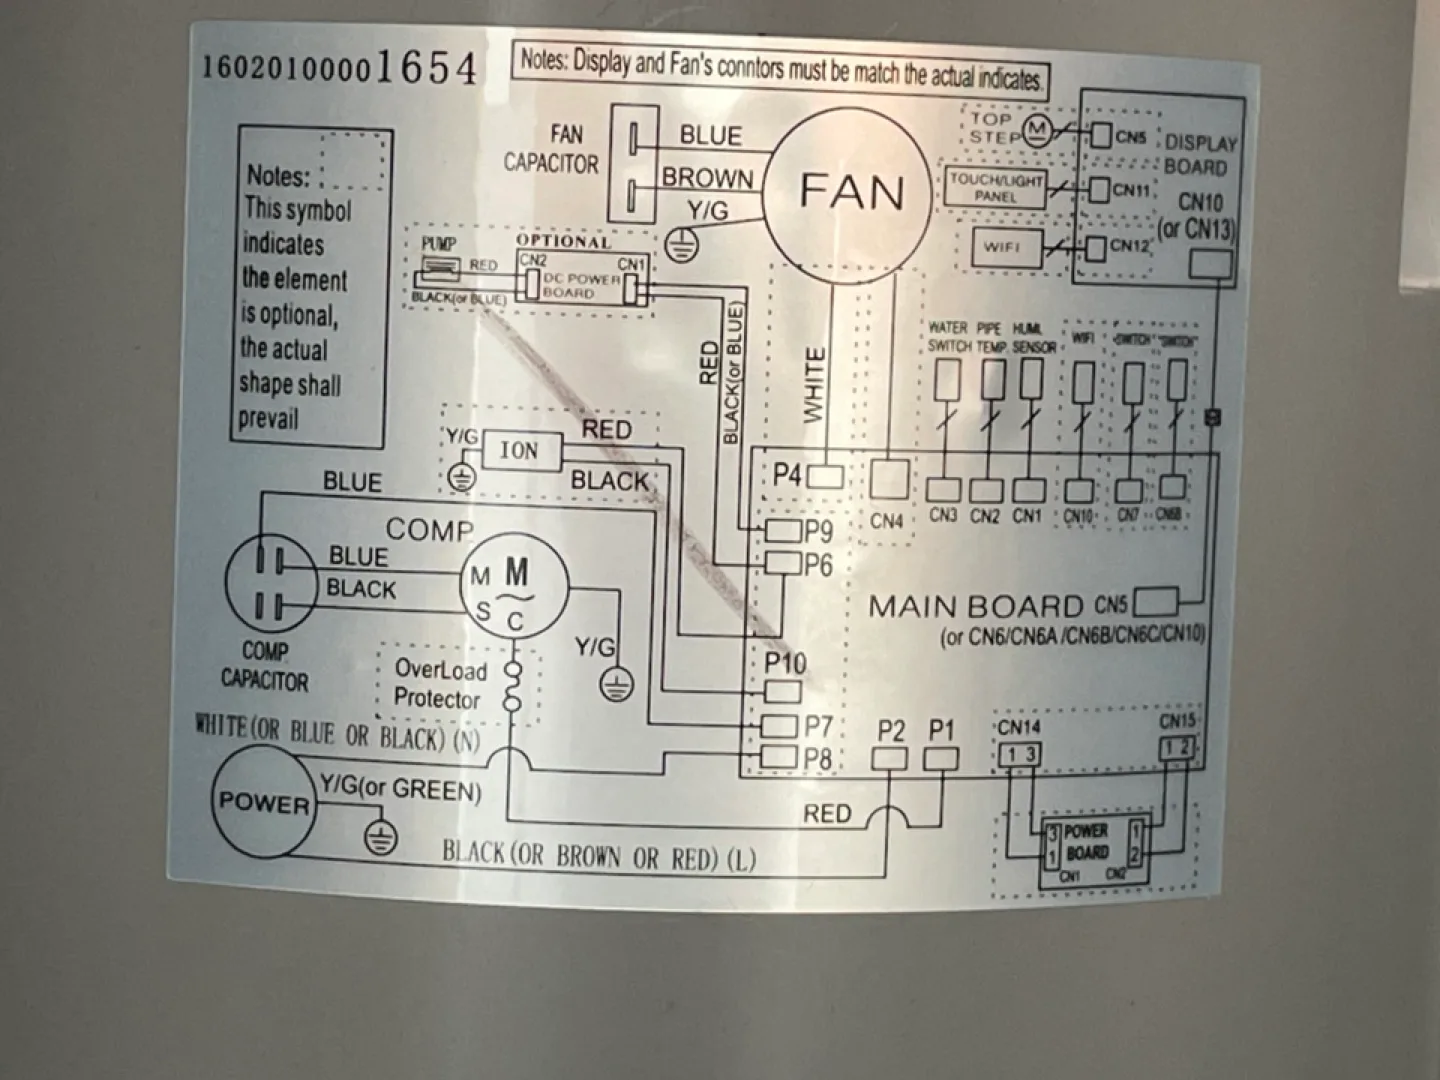 16020100001654
Notes: Display and Fan's conntors must be match the actual indicates.
Notes:
This symbol
indicates
the element
is optional,
the actual
shape shall
prevail
FAN
CAPACITOR
BLUE
BROWN
Y/G
FAN
TOP
STEP
M
CN5
DISPLAY
BOARD
TOUCH/LIGHT
PANEL
CN11
CN10
(or CN13)
WIFI
CN12
PUMP
OPTIONAL
RED
CN2
CN1
DC POWER
BOARD
BLACK(or BLUE)
RED
BLACK(or BLUE)
WHITE
WATER
SWITCH
PIPE
TEMP.
HUMI.
SENSOR
WIFI
"SWITCH"
"SWITCH"
Y/G
ION
RED
BLACK
P4
CN4
CN3
CN2
CN1
CN10
CN7
CN6B
BLUE
COMP
P9
P6
BLUE
BLACK
M
M
S
C
Y/G
MAIN BOARD
CN5
(or CN6/CN6A /CN6B/CN6C/CN10)
COMP
CAPACITOR
OverLoad
Protector
P10
P7
P8
P2
P1
CN14
1 3
CN15
1 2
WHITE(OR BLUE OR BLACK)(N)
POWER
Y/G(or GREEN)
RED
BLACK(OR BROWN OR RED)(L)
3
1
POWER
BOARD
1
2
CN1
CN2